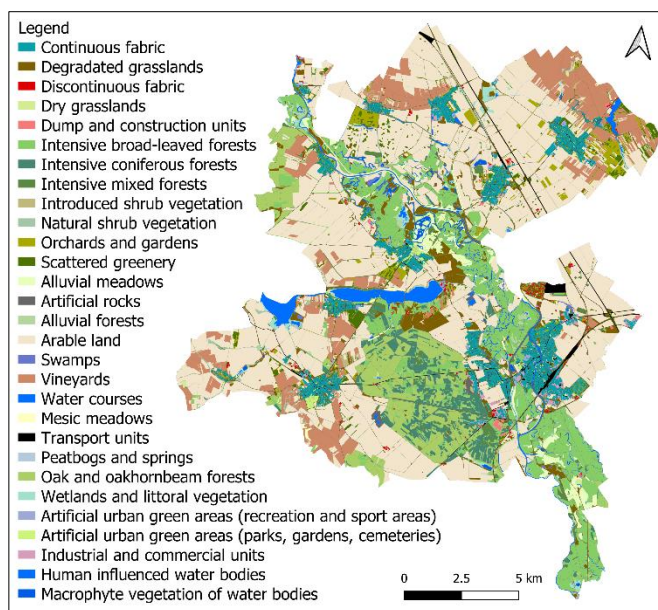 Legend
Continuous fabric
Degraded grasslands
Discontinuous fabric
Dry grasslands
Dump and construction units
Intensive broad-leaved forests
Intensive coniferous forests
Intensive mixed forests
Introduced shrub vegetation
Natural shrub vegetation
Orchards and gardens
Scattered greenery
Alluvial meadows
Artificial rocks
Alluvial forests
Arable land
Swamps
Vineyards
Water courses
Mesic meadows
Transport units
Peatbogs and springs
Oak and oakhornbeam forests
Wetlands and littoral vegetation
Artificial urban green areas (recreation and sport areas)
Artificial urban green areas (parks, gardens, cemeteries)
Industrial and commercial units
Human influenced water bodies
Macrophyte vegetation of water bodies
0 2.5 5 km